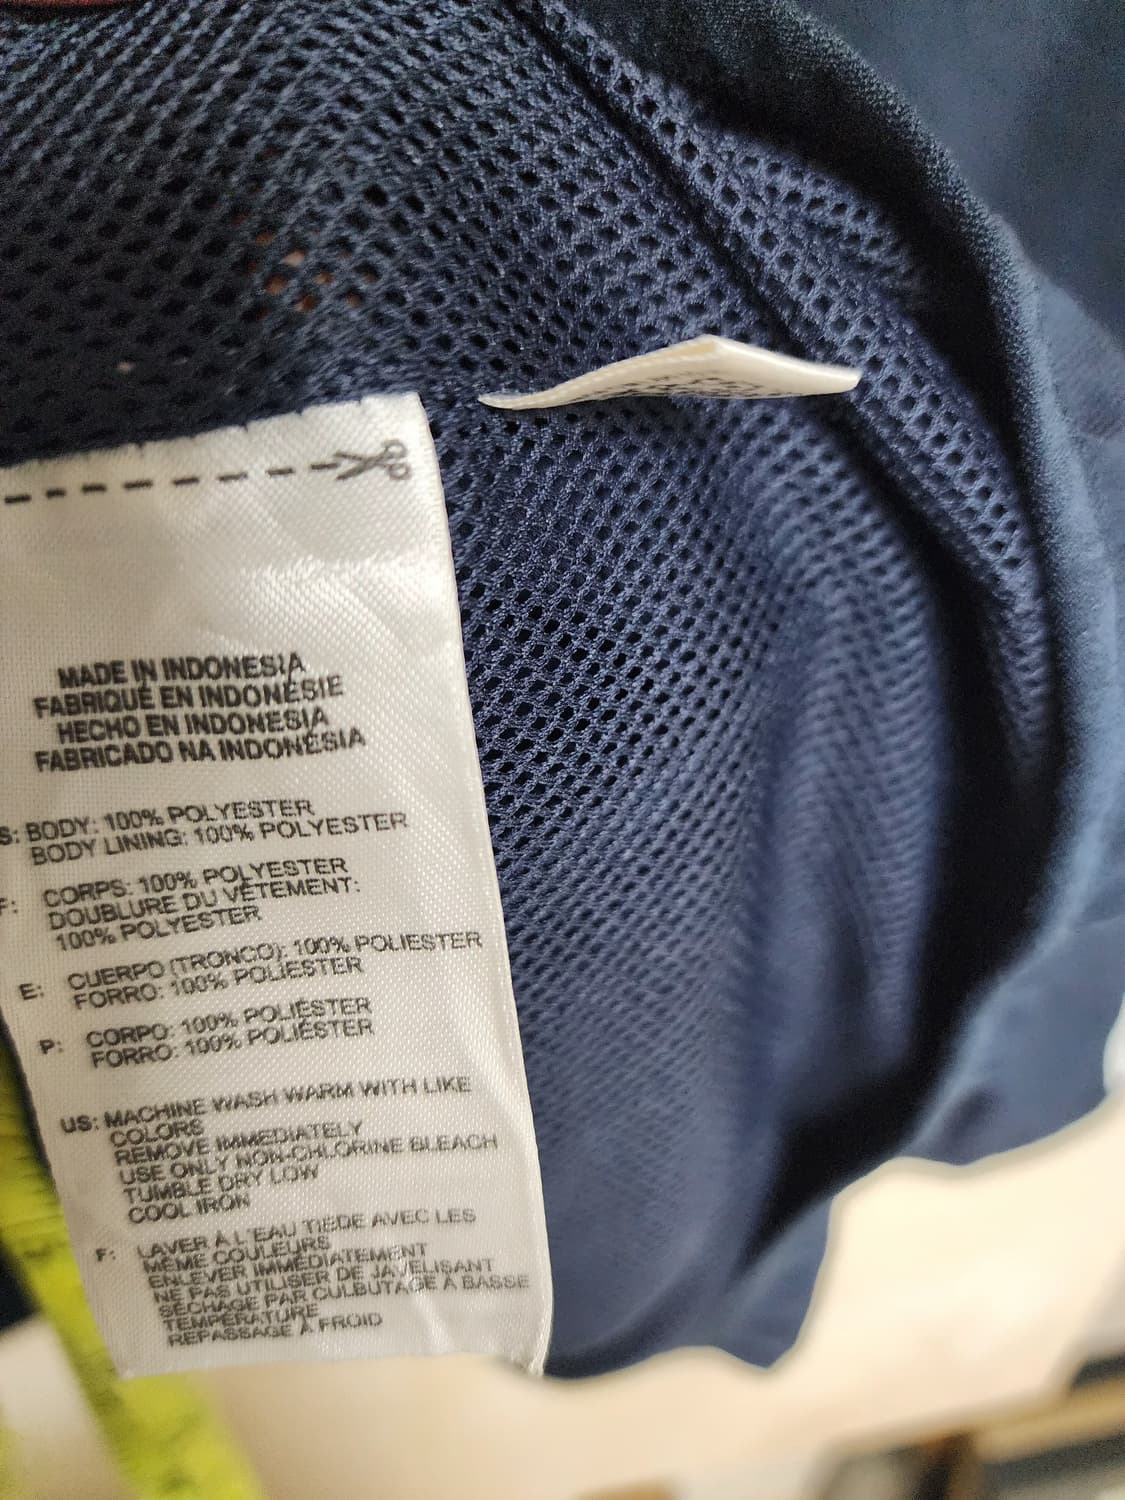 MADE IN INDONESIA
FABRIQUÉ EN INDONÉSIE
HECHO EN INDONESIA
FABRICADO NA INDONÉSIA
S: BODY: 100% POLYESTER
BODY LINING: 100% POLYESTER
F: CORPS: 100% POLYESTER
DOUBLURE DU VÊTEMENT:
100% POLYESTER
E: CUERPO (TRONCO): 100% POLIESTER
FORRO: 100% POLIESTER
P: CORPO: 100% POLIÉSTER
FORRO: 100% POLIÉSTER
US: MACHINE WASH WARM WITH LIKE
COLORS
REMOVE IMMEDIATELY
USE ONLY NON-CHLORINE BLEACH
TUMBLE DRY LOW
COOL IRON
F: LAVER À L'EAU TIEDE AVEC LES
MÊME COULEURS
ENLEVER IMMÉDIATEMENT
NE PAS UTILISER DE JAVELISANT
SÉCHAGE PAR CULBUTAGE À BASSE
TEMPÉRATURE
REPASSAGE À FROID